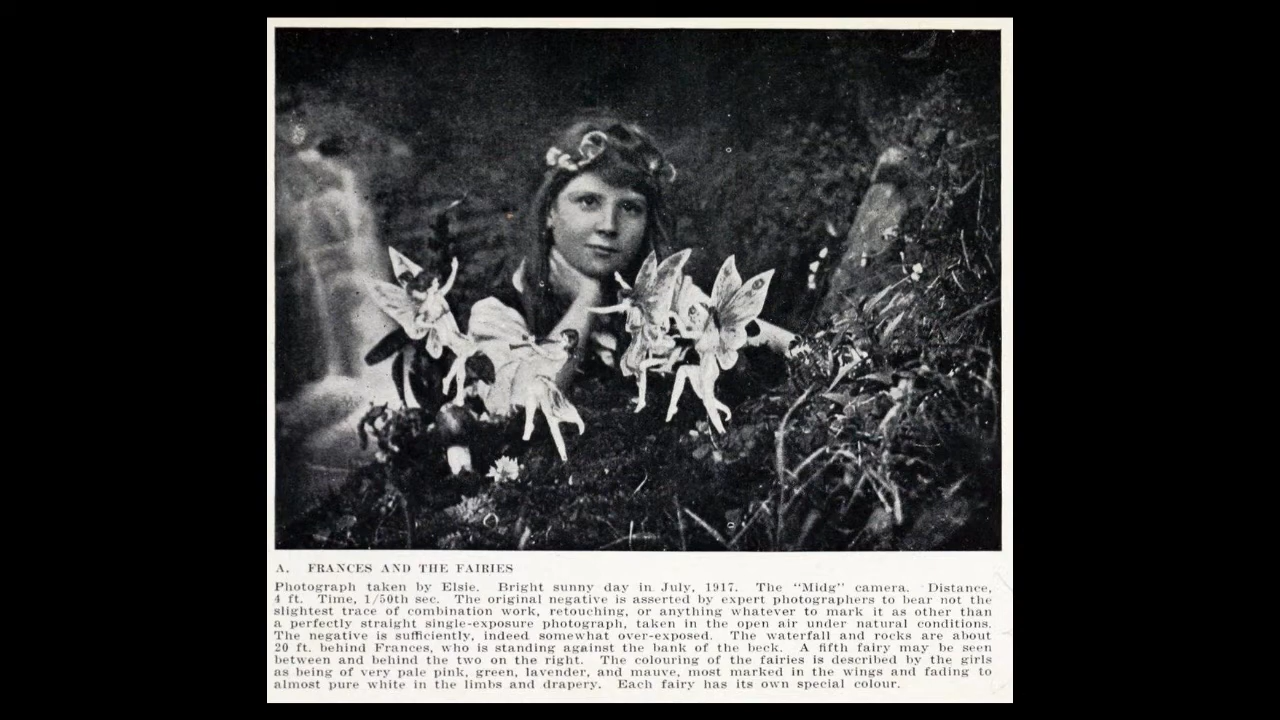 A. FRANCES AND THE FAIRIES
Photograph taken by Elsie. Bright sunny day in July, 1917. The "Midg" camera. Distance,
4 ft. Time, 1/50th sec. The original negative is asserted by expert photographers to bear not the
slightest trace of combination work, retouching, or anything whatever to mark it as other than
a perfectly straight single-exposure photograph, taken in the open air under natural conditions.
The negative is sufficiently, indeed somewhat over-exposed. The waterfall and rocks are about
20 ft. behind Frances, who is standing against the bank of the beck. A fifth fairy may be seen
between and behind the two on the right. The colouring of the fairies is described by the girls
as being of very pale pink, green, lavender, and mauve, most marked in the wings and fading to
almost pure white in the limbs and drapery. Each fairy has its own special colour.